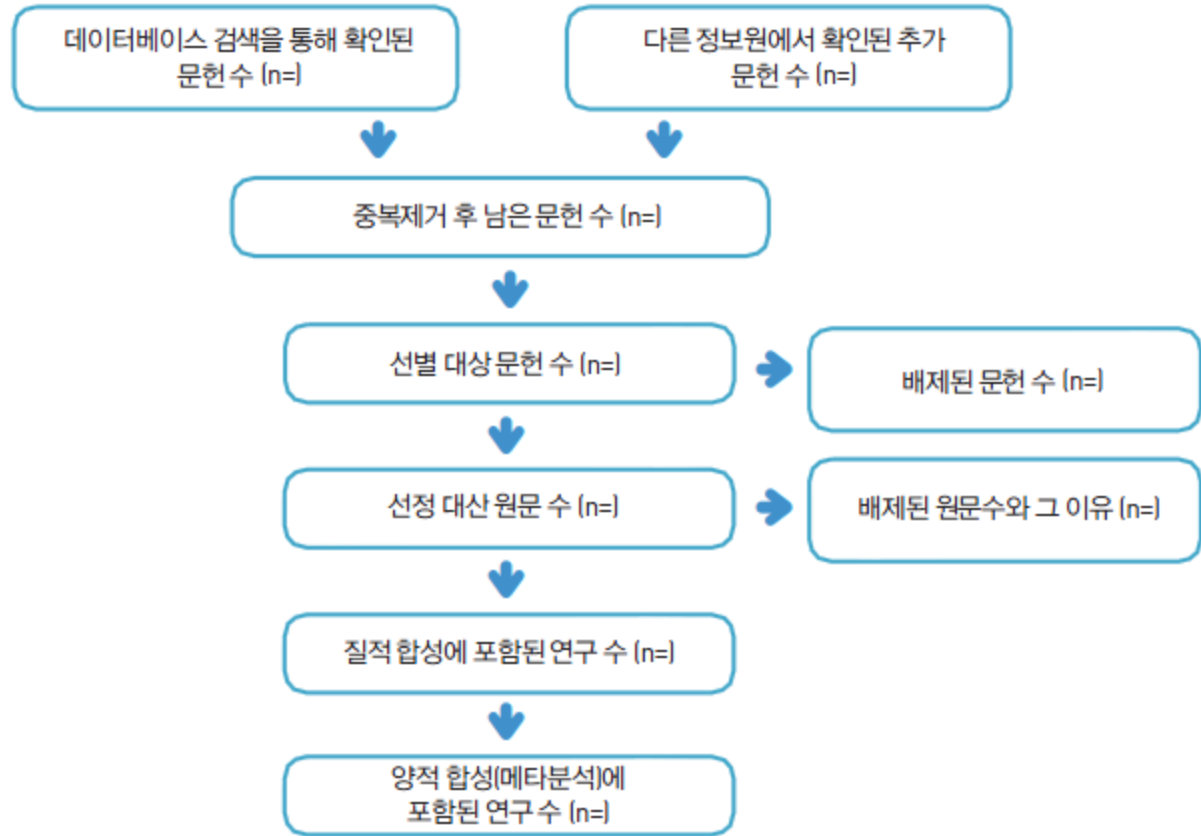 데이터베이스 검색을 통해 확인된
문헌 수 (n=)
다른 정보원에서 확인된 추가
문헌 수 (n=)
중복제거 후 남은 문헌 수 (n=)
선별 대상 문헌 수 (n=)
배제된 문헌 수 (n=)
선정 대산 원문 수 (n=)
배제된 원문수와 그 이유 (n=)
질적 합성에 포함된 연구 수 (n=)
양적 합성(메타분석)에
포함된 연구 수 (n=)